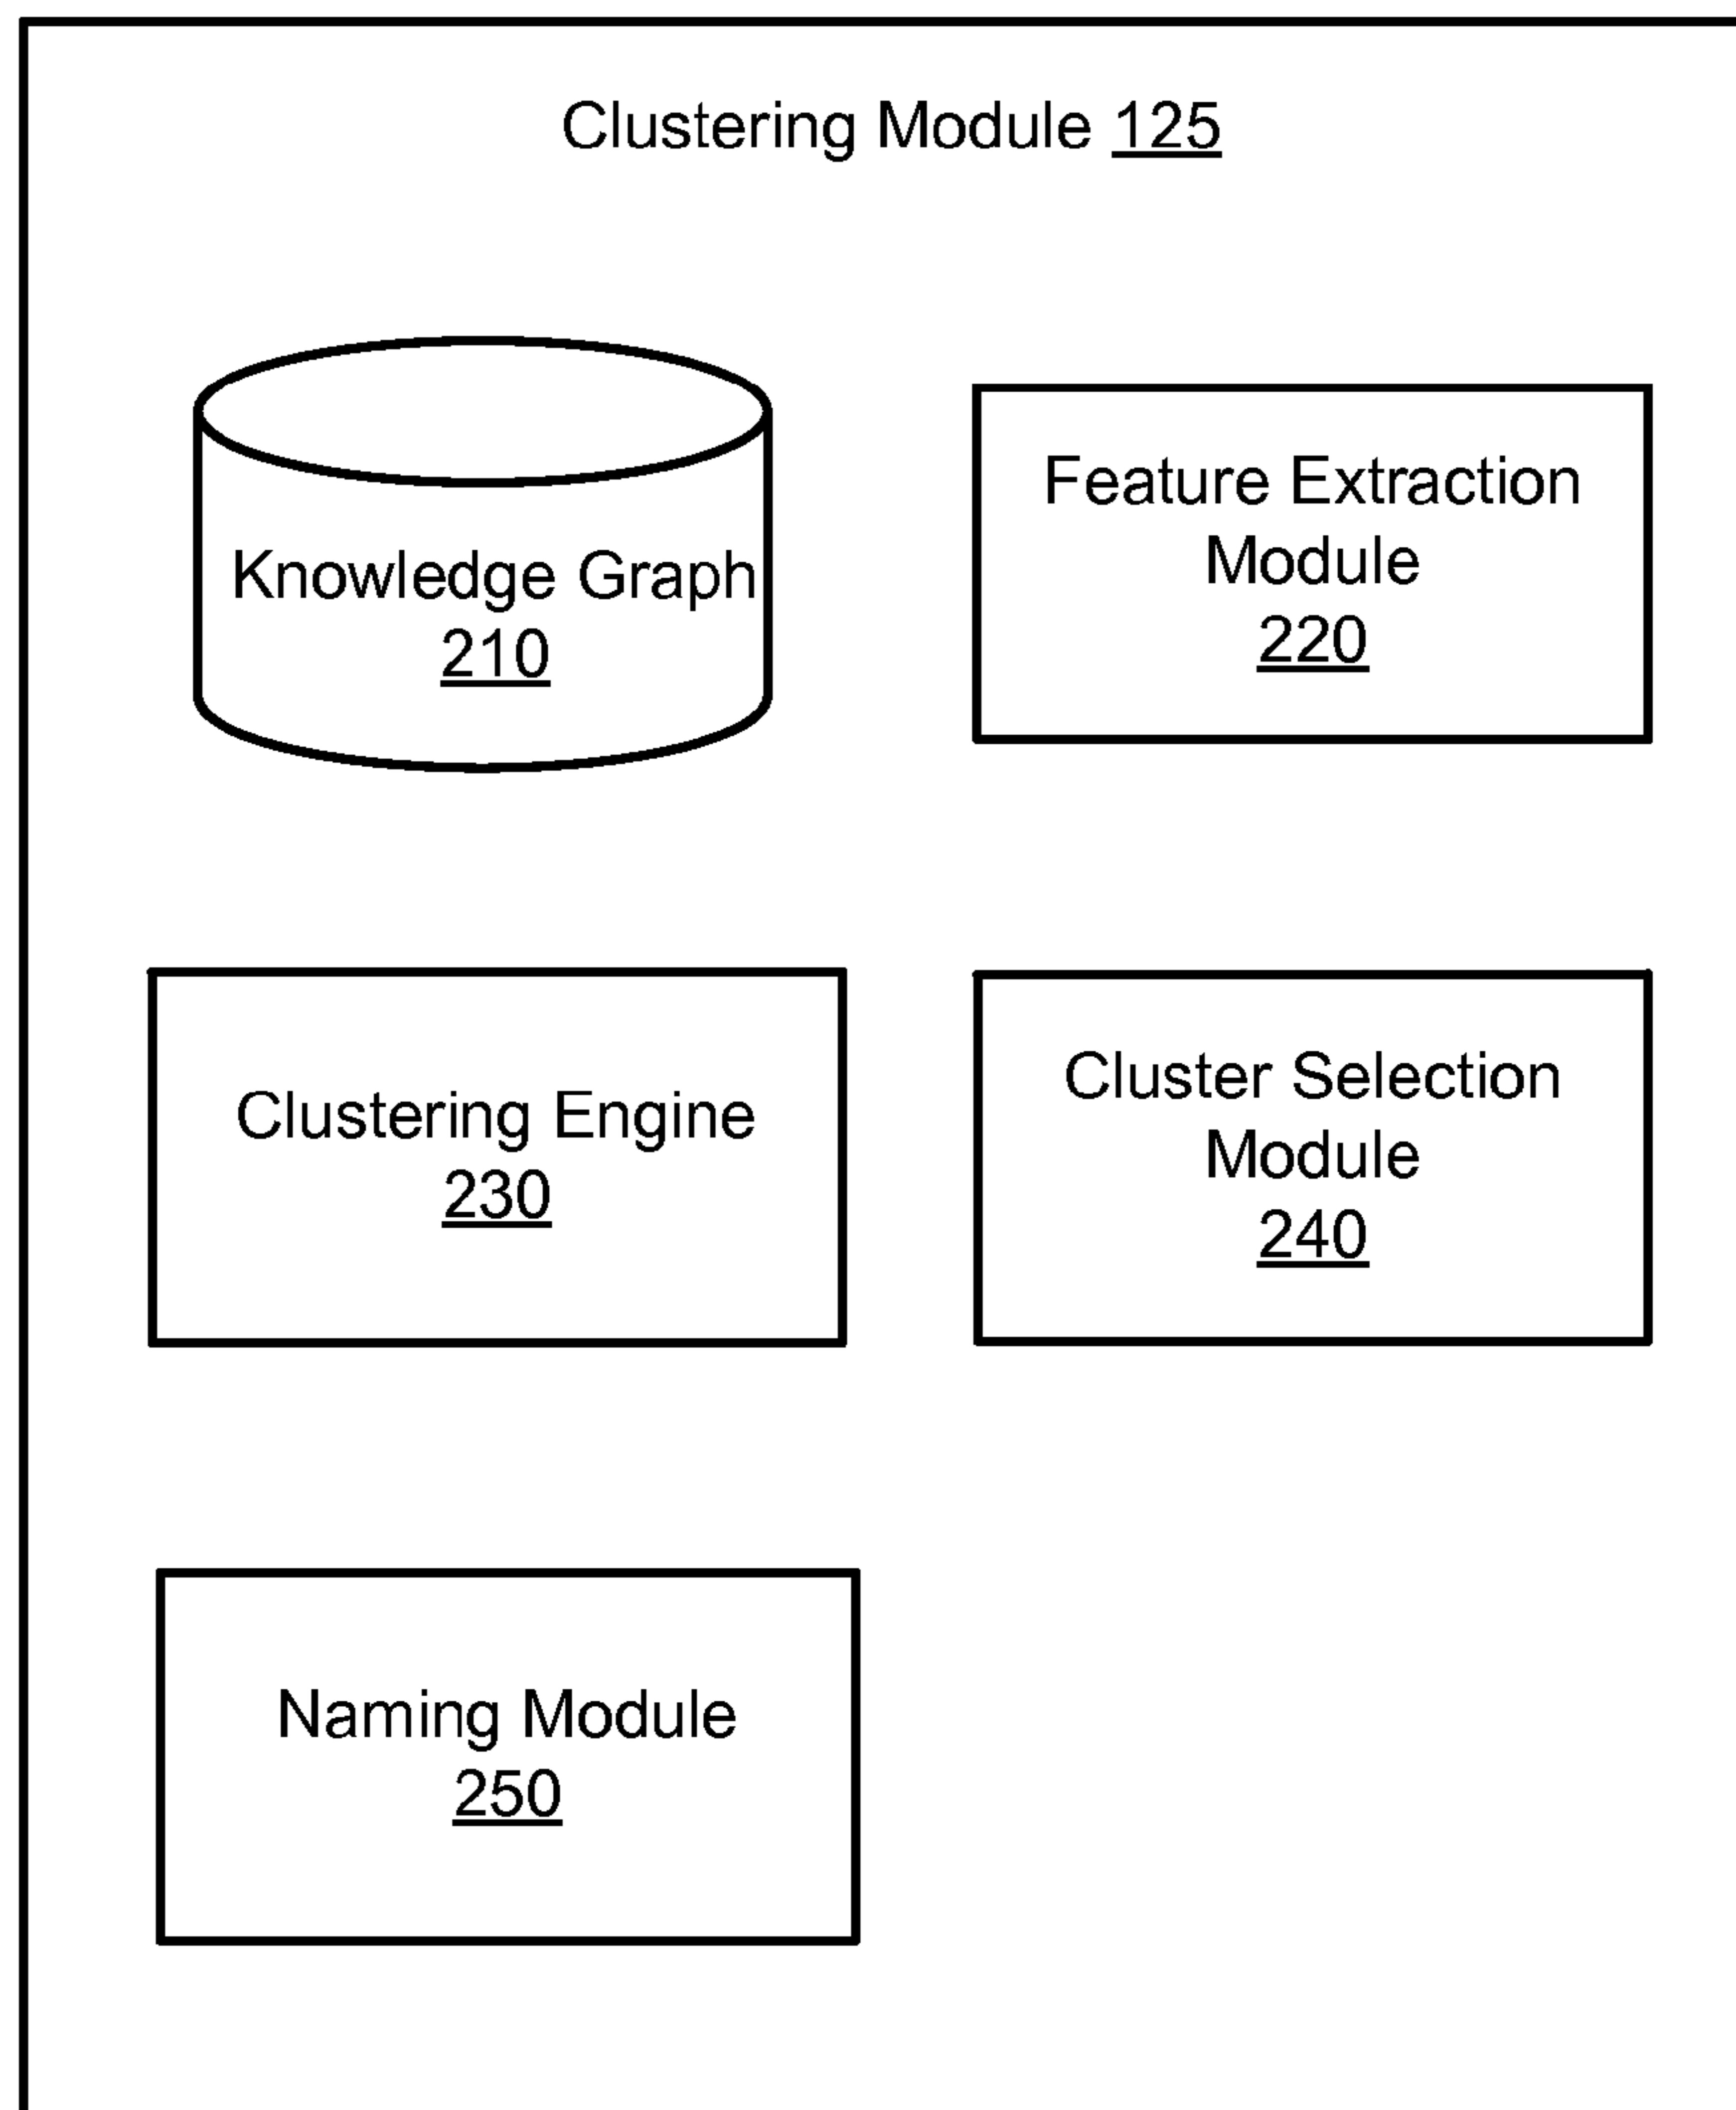 Clustering Module 125
Knowledge Graph
210
Feature Extraction
Module
220
Clustering Engine
230
Cluster Selection
Module
240
Naming Module
250